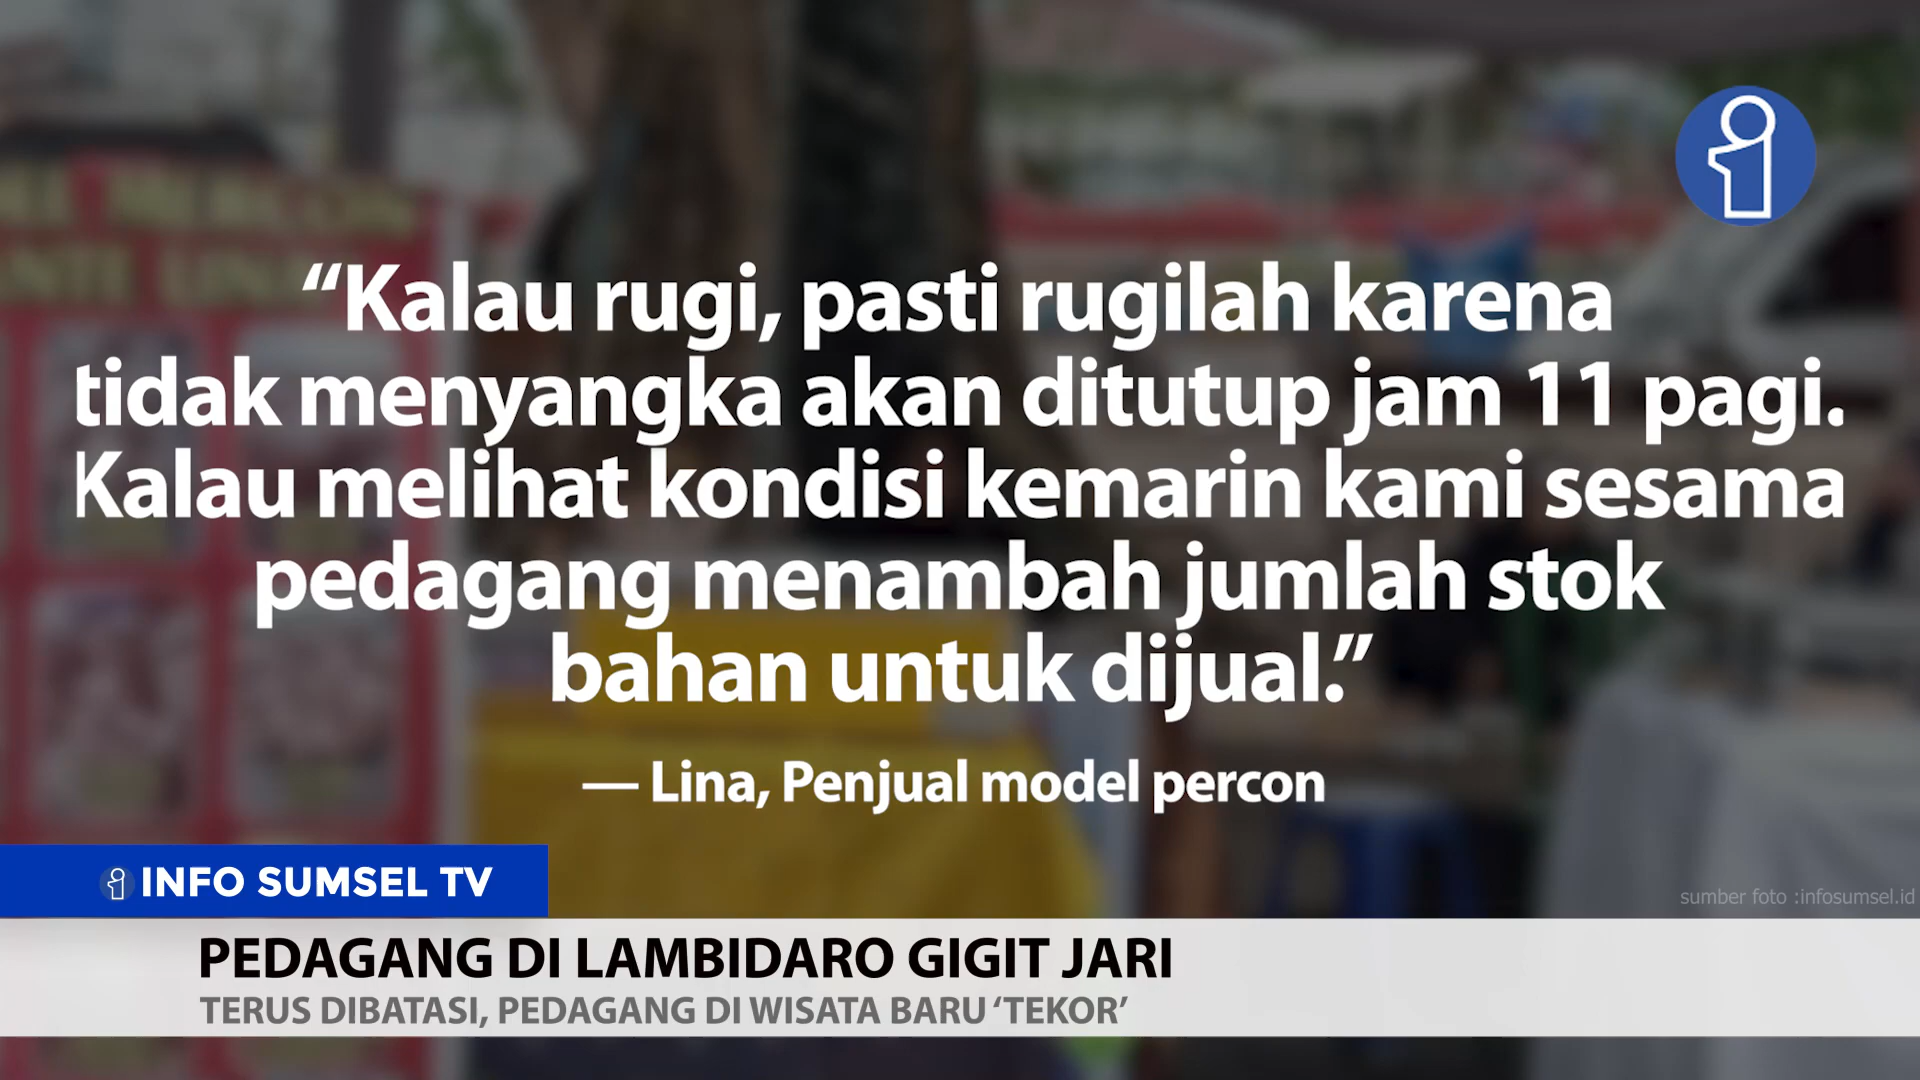 “Kalau rugi, pasti rugilah karena
tidak menyangka akan ditutup jam 11 pagi.
Kalau melihat kondisi kemarin kami sesama
pedagang menambah jumlah stok
bahan untuk dijual.”
— Lina, Penjual model percon
INFO SUMSEL TV
sumber foto :infosumsel.id
PEDAGANG DI LAMBIDARO GIGIT JARI
TERUS DIBATASI, PEDAGANG DI WISATA BARU ‘TEKOR’